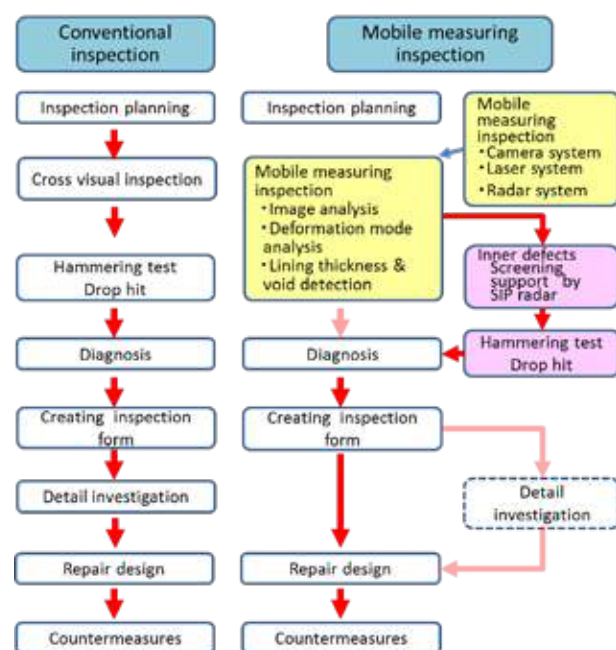 Conventional
inspection
Inspection planning
Cross visual inspection
Hammering test
Drop hit
Diagnosis
Creating inspection
form
Detail investigation
Repair design
Countermeasures
Mobile measuring
inspection
Inspection planning
Mobile
measuring
inspection
・Camera system
・Laser system
・Radar system
Mobile measuring
inspection
・Image analysis
・Deformation mode
analysis
・Lining thickness &
void detection
Inner defects
Screening
support by
SIP radar
Hammering test
Drop hit
Diagnosis
Creating inspection
form
Detail
investigation
Repair design
Countermeasures